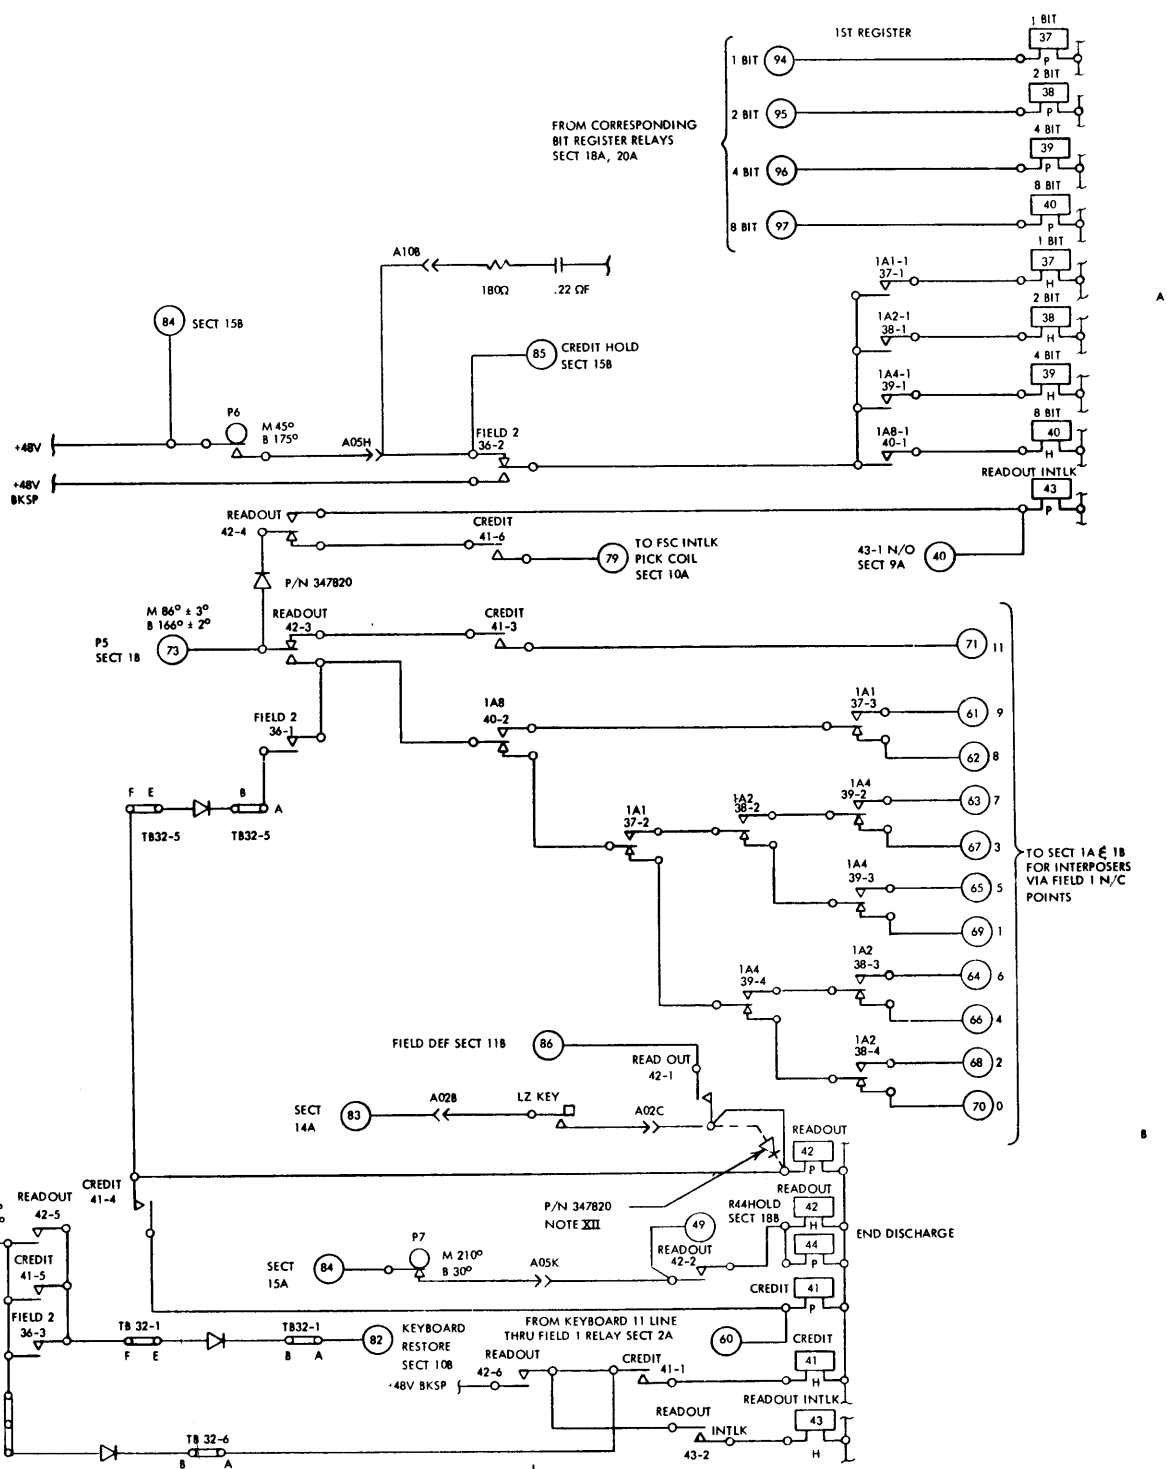 1ST REGISTER
1 BIT
37
P
1 BIT 94
2 BIT
38
P
2 BIT 95
FROM CORRESPONDING
BIT REGISTER RELAYS
SECT 18A, 20A
4 BIT
39
P
4 BIT 96
8 BIT
40
P
8 BIT 97
A10B
180Ω
.22 ΩF
1 BIT
1A1-1
37-1
37
H
A
2 BIT
1A2-1
38-1
38
H
84 SECT 15B
85 CREDIT HOLD
SECT 15B
4 BIT
1A4-1
39-1
39
H
P6
M 45°
B 175°
A05H
FIELD 2
36-2
8 BIT
1A8-1
40-1
40
H
+48V
+48V
BKSP
READOUT INTLK
43
P
READOUT
42-4
CREDIT
41-6
79
TO FSC INTLK
PICK COIL
SECT 10A
43-1 N/O
SECT 9A
40
P/N 347820
M 86° ± 3°
B 166° ± 2°
READOUT
42-3
CREDIT
41-3
P5
SECT 1B
73
71 11
FIELD 2
36-1
1A8
40-2
1A1
37-3
61 9
62 8
F E
TB32-5
B A
TB32-5
1A1
37-2
1A2
38-2
1A4
39-2
63 7
67 3
TO SECT 1A & 1B
FOR INTERPOSERS
VIA FIELD 1 N/C
POINTS
1A4
39-3
65 5
69 1
1A4
39-4
1A2
38-3
64 6
66 4
1A2
38-4
68 2
70 0
FIELD DEF SECT 11B 86
READ OUT
42-1
SECT
14A
83
A02B
LZ KEY
A02C
B
READOUT
42
P
CREDIT
41-4
P/N 347820
NOTE XII
R44HOLD
SECT 18B
READOUT
42
H
44
P
END DISCHARGE
READOUT
42-5
49
READOUT
42-2
SECT
15A
84
P7
M 210°
B 30°
A05K
CREDIT
41-5
CREDIT 41
P
FIELD 2
36-3
TB 32-1
F E
TB32-1
B A
82
KEYBOARD
RESTORE
SECT 10B
FROM KEYBOARD 11 LINE
THRU FIELD 1 RELAY SECT 2A
60
READOUT
42-6
+48V BKSP
CREDIT
41-1
CREDIT
41
H
READOUT INTLK
43
H
READOUT
INTLK
43-2
TB 32-6
B A